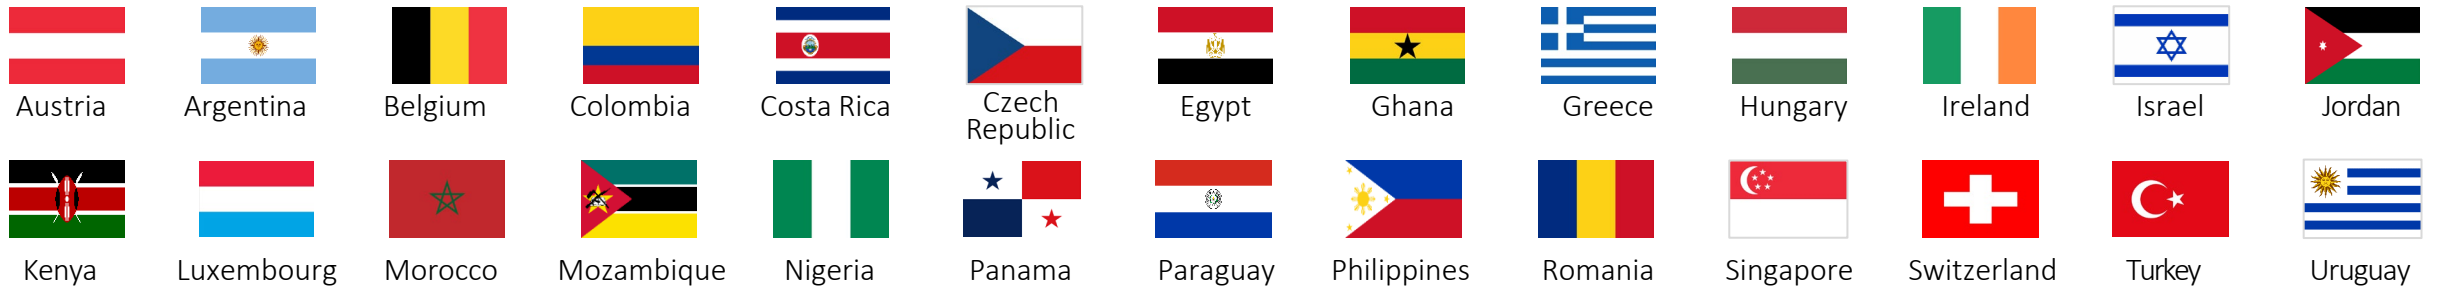 Austria
Argentina
Belgium
Colombia
Costa Rica
Czech
Republic
Egypt
Ghana
Greece
Hungary
Ireland
Israel
Jordan
Kenya
Luxembourg
Morocco
Mozambique
Nigeria
Panama
Paraguay
Philippines
Romania
Singapore
Switzerland
Turkey
Uruguay